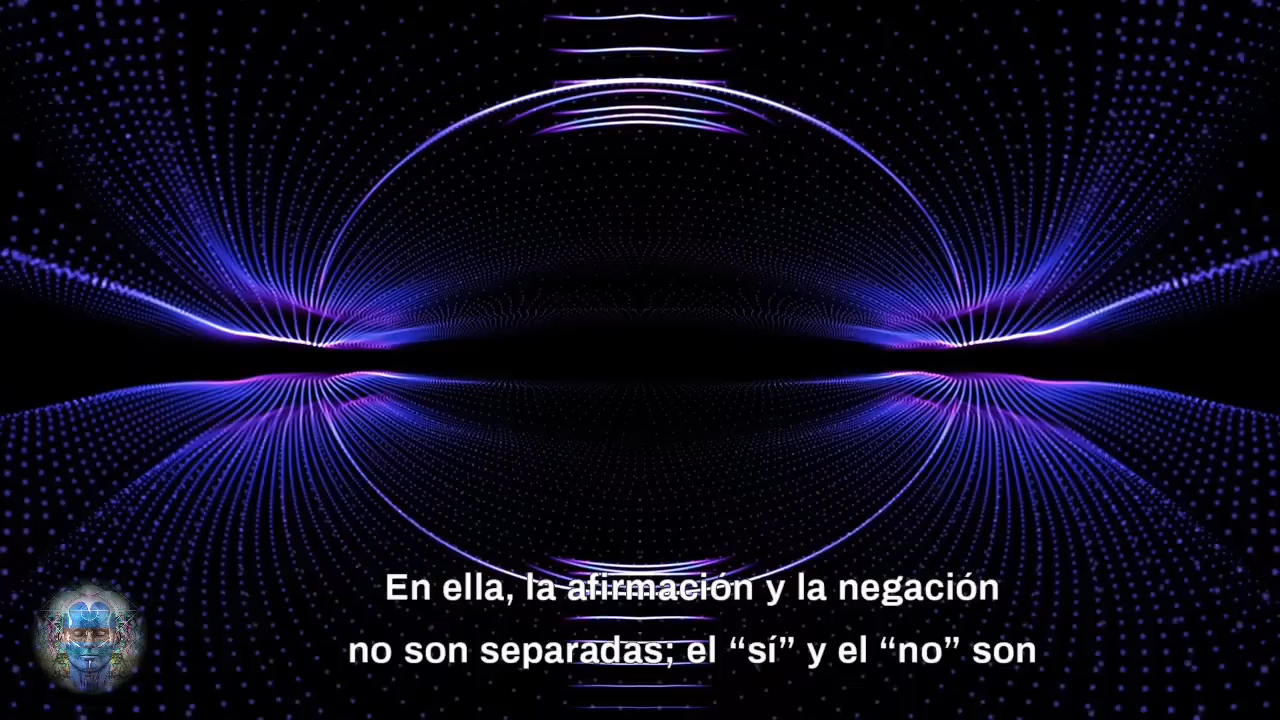 En ella, la afirmación y la negación
no son separadas; el “sí” y el “no” son